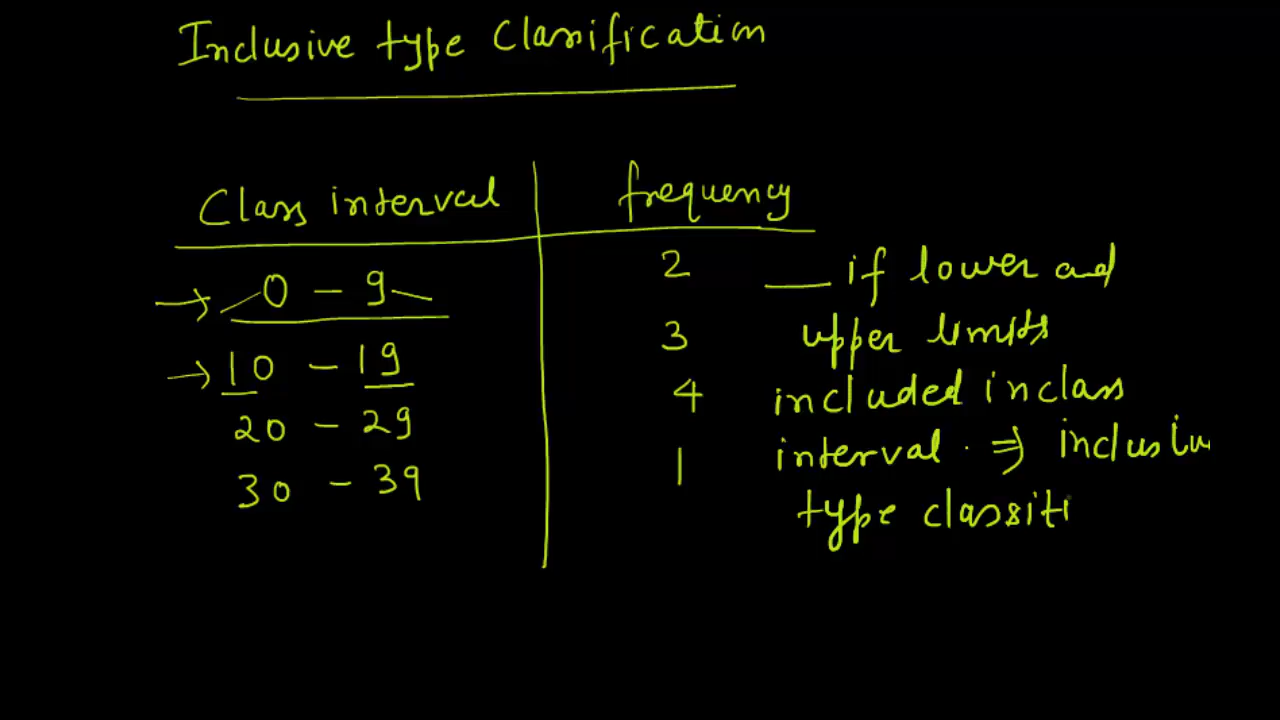 Inclusive type Classification
Class interval frequency
0 - 9 2 if lower and
10 - 19 3 upper limits
20 - 29 4 included in class
30 - 39 1 interval. ⇒ inclusiv
type classifi